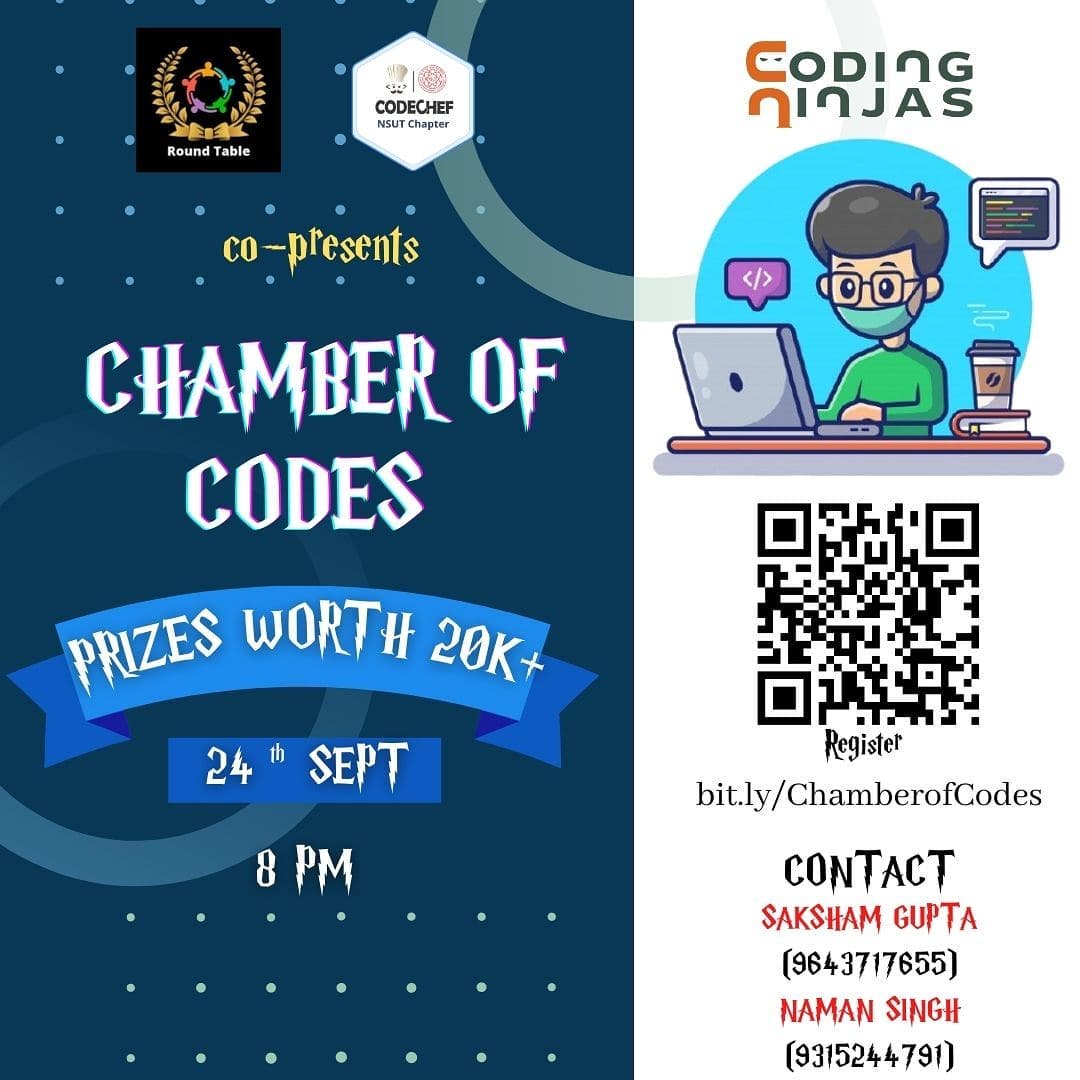 Round Table
CODECHEF
NSUT Chapter
co-presents
CHAMBER OF
CODES
PRIZES WORTH 20K+
24 th SEPT
8 PM
CODING
NINJAS
</>
Register
bit.ly/ChamberofCodes
CONTACT
SAKSHAM GUPTA
(9643717655)
NAMAN SINGH
(9315244791)